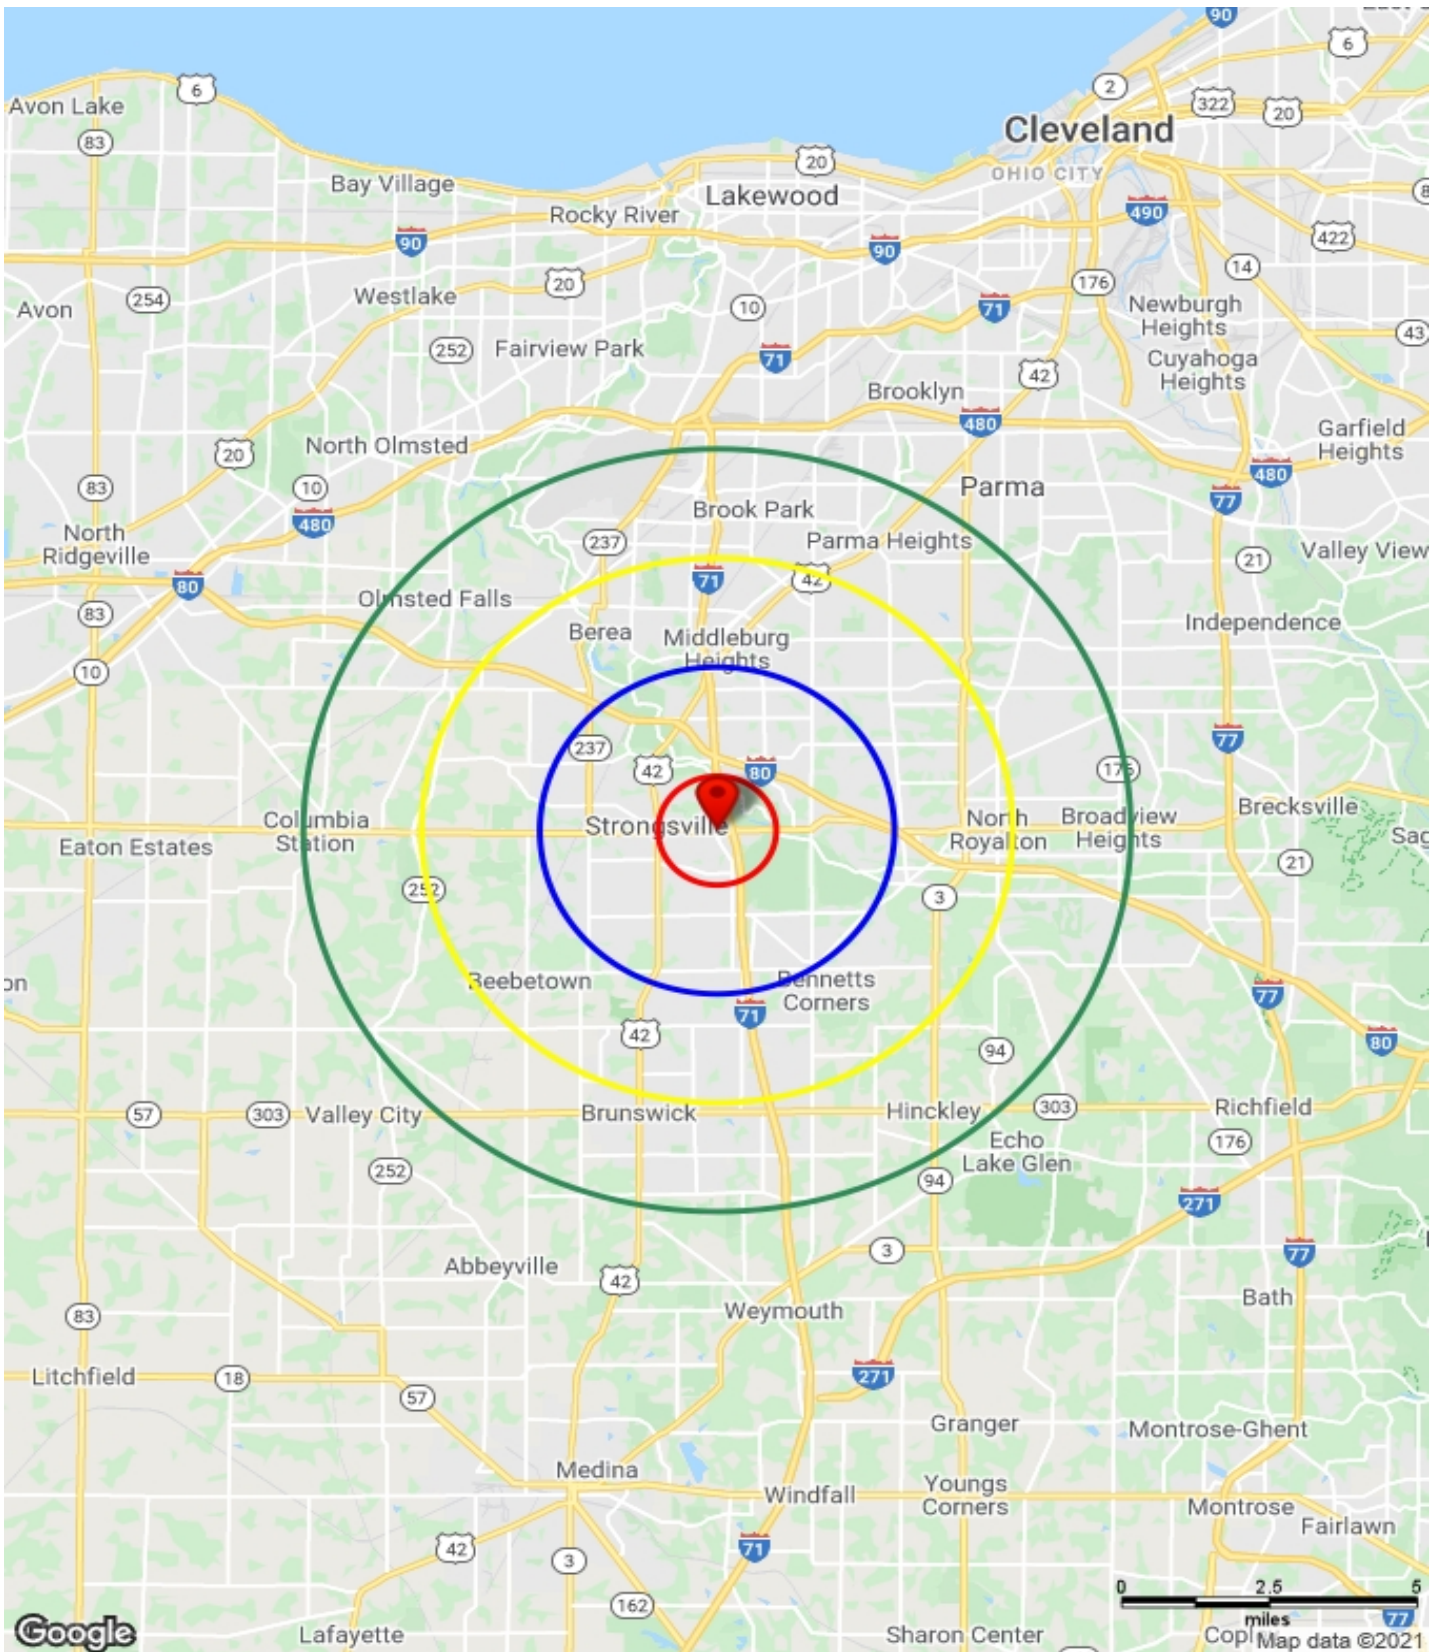 90
6
2
6
Avon Lake
322
20
83
Cleveland
20
OHIO CITY
Bay Village
Lakewood
Rocky River
490
90
90
422
14
176
Westlake
20
254
Avon
10
71
Newburgh
Heights
43
252
Fairview Park
71
Cuyahoga
Heights
42
Brooklyn
480
Garfield
Heights
North Olmsted
20
480
83
10
Parma
77
480
Brook Park
North
Ridgeville
237
Parma Heights
Valley View
21
80
71
42
Olmsted Falls
83
Berea
Middleburg
Heights
Independence
10
77
237
42
80
176
Brecksville
Columbia
Station
Strongsville
North
Royalton
Broadview
Heights
Eaton Estates
21
252
3
Beebetown
Bennetts
Corners
77
71
42
80
94
57
303
Valley City
Brunswick
Hinckley
303
Richfield
176
Echo
Lake Glen
252
94
271
3
77
Abbeyville
42
Bath
Weymouth
83
271
Litchfield
18
57
Granger
Montrose-Ghent
Medina
Windfall
Youngs
Corners
Montrose
Fairlawn
42
71
3
162
0 2.5 5
miles
77
Google
Lafayette
Sharon Center
Map data ©2021